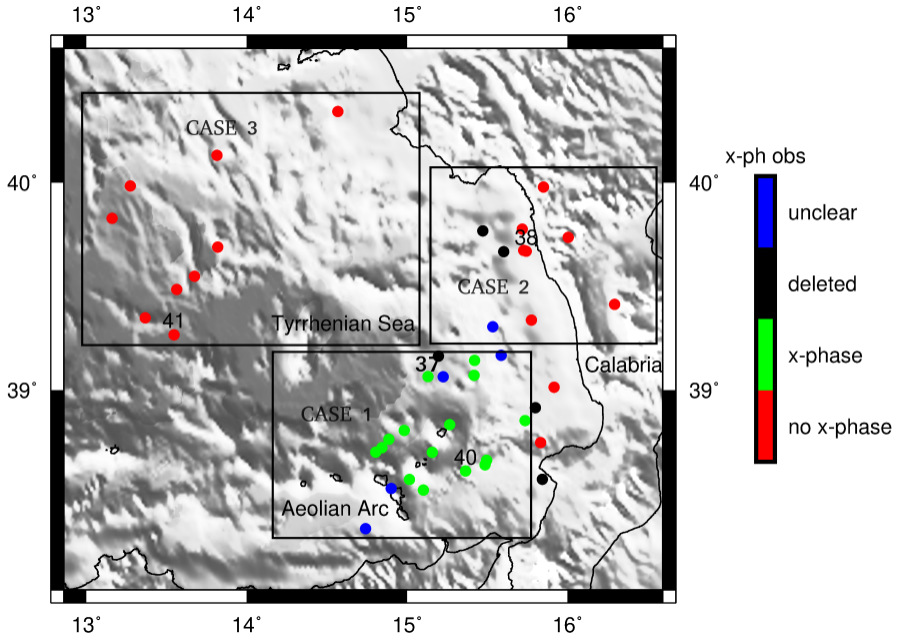 13° 14° 15° 16°
CASE 3
40° 40°
38
CASE 2
41 Tyrrhenian Sea
37 Calabria
39° 39°
CASE 1
40
Aeolian Arc
13° 14° 15° 16°
x-ph obs
unclear
deleted
x-phase
no x-phase